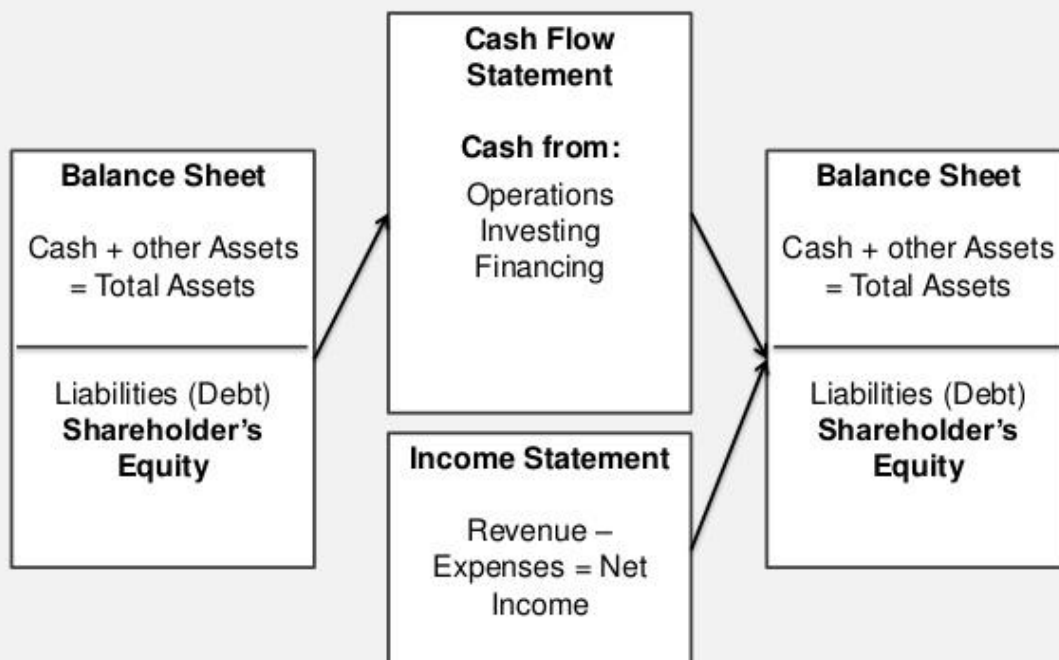 Balance Sheet
Cash + other Assets
= Total Assets
Liabilities (Debt)
Shareholder’s
Equity
Cash Flow
Statement
Cash from:
Operations
Investing
Financing
Income Statement
Revenue –
Expenses = Net
Income
Balance Sheet
Cash + other Assets
= Total Assets
Liabilities (Debt)
Shareholder’s
Equity